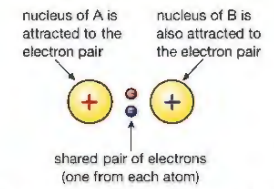 nucleus of A is
attracted to the
electron pair
nucleus of B is
also attracted to
the electron pair
+
+
shared pair of electrons
(one from each atom)